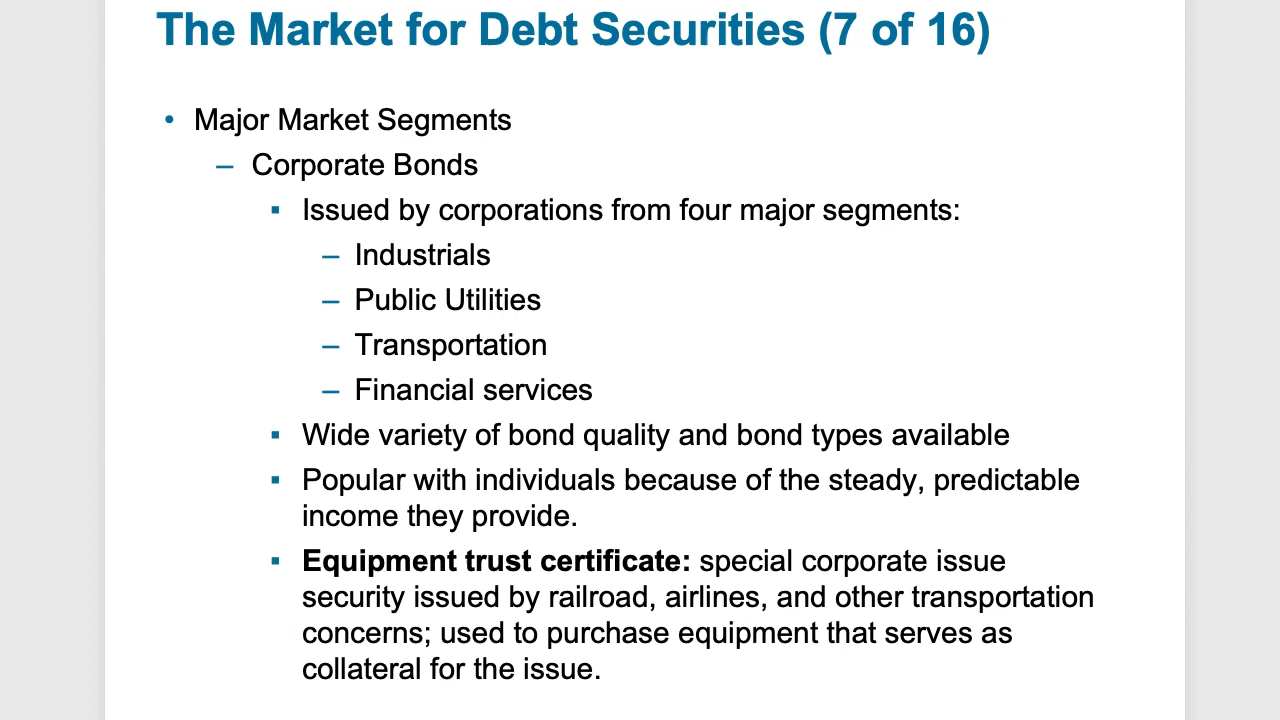 The Market for Debt Securities (7 of 16)
• Major Market Segments
– Corporate Bonds
▪ Issued by corporations from four major segments:
– Industrials
– Public Utilities
– Transportation
– Financial services
▪ Wide variety of bond quality and bond types available
▪ Popular with individuals because of the steady, predictable
income they provide.
▪ Equipment trust certificate: special corporate issue
security issued by railroad, airlines, and other transportation
concerns; used to purchase equipment that serves as
collateral for the issue.